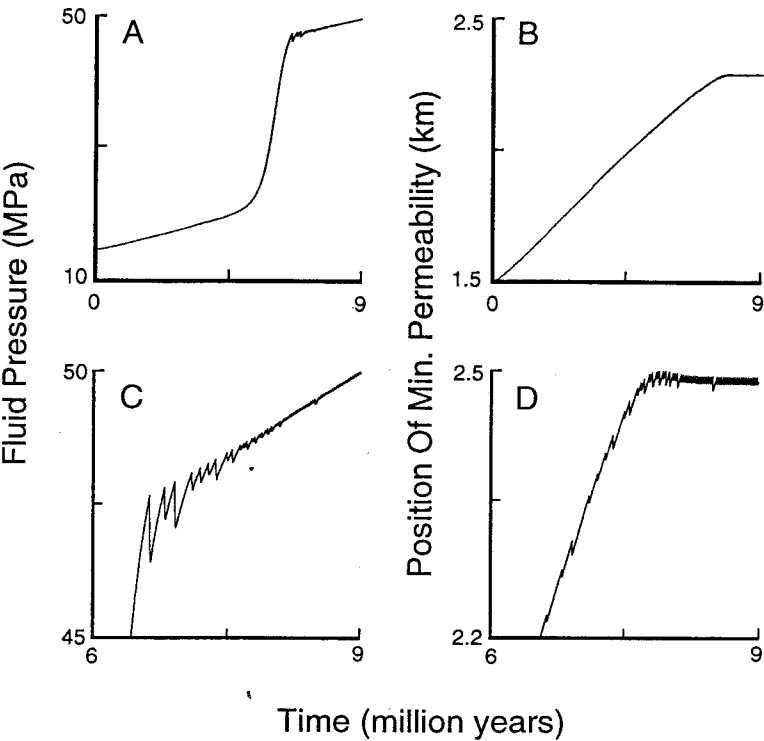 50
A
10
0
9
2.5
B
1.5
0
9
50
C
45
6
9
2.5
D
2.2
6
9
Fluid Pressure (MPa)
Position Of Min. Permeability (km)
Time (million years)